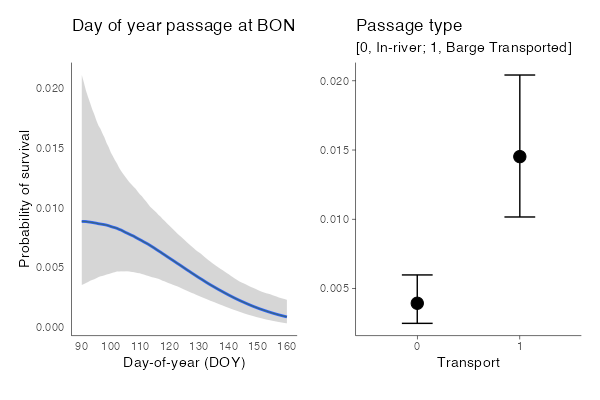 Day of year passage at BON
Probability of survival
0.020
0.015
0.010
0.005
0.000
90 100 110 120 130 140 150 160
Day-of-year (DOY)
Passage type
[0, In-river; 1, Barge Transported]
0.020
0.015
0.010
0.005
0 1
Transport